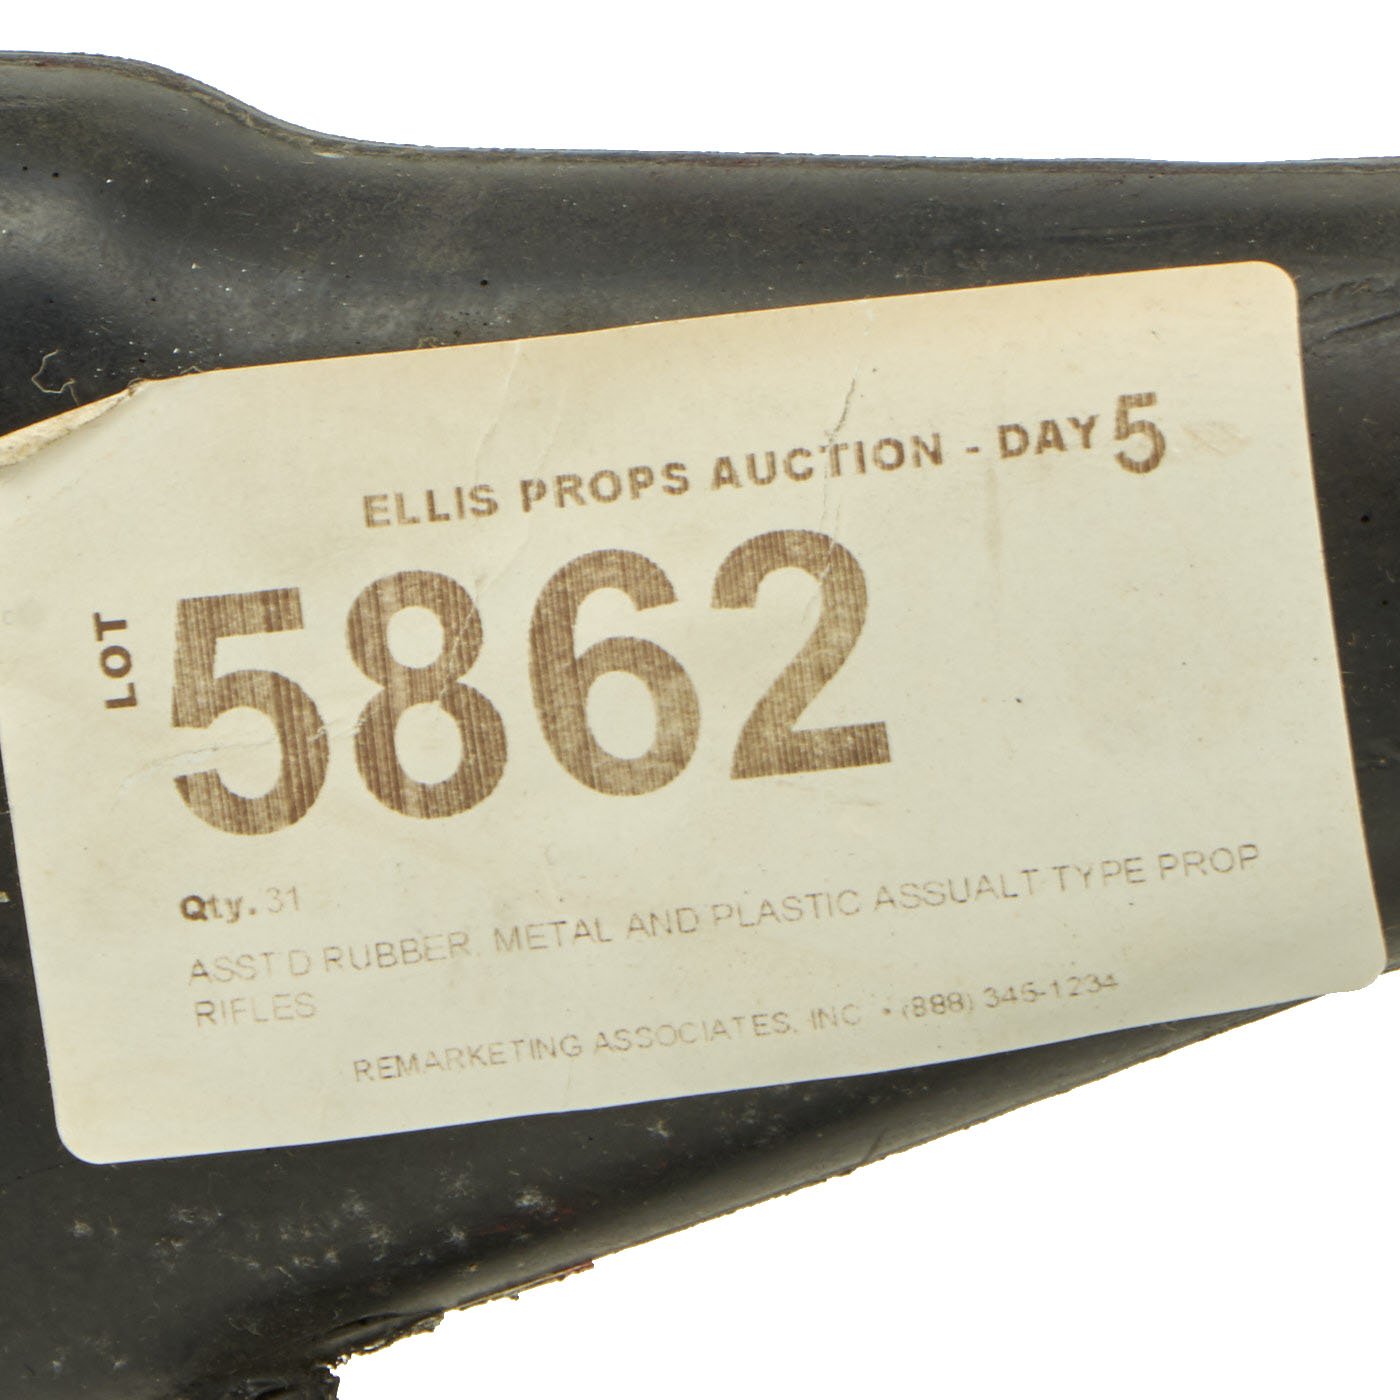 ELLIS PROPS AUCTION - DAY 5
LOT
5862
Qty. 31
ASST'D RUBBER, METAL AND PLASTIC ASSUALT TYPE PROP
RIFLES
REMARKETING ASSOCIATES, INC • (888) 345-1234